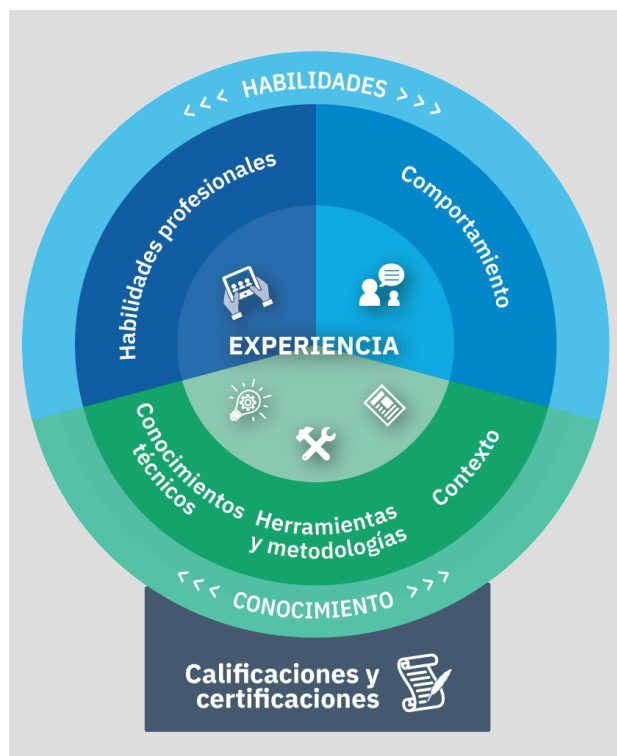 <<< HABILIDADES >>>
Habilidades profesionales
Comportamiento
EXPERIENCIA
Conocimientos
técnicos
Herramientas
y metodologías
Contexto
<<< CONOCIMIENTO >>>
Calificaciones y
certificaciones